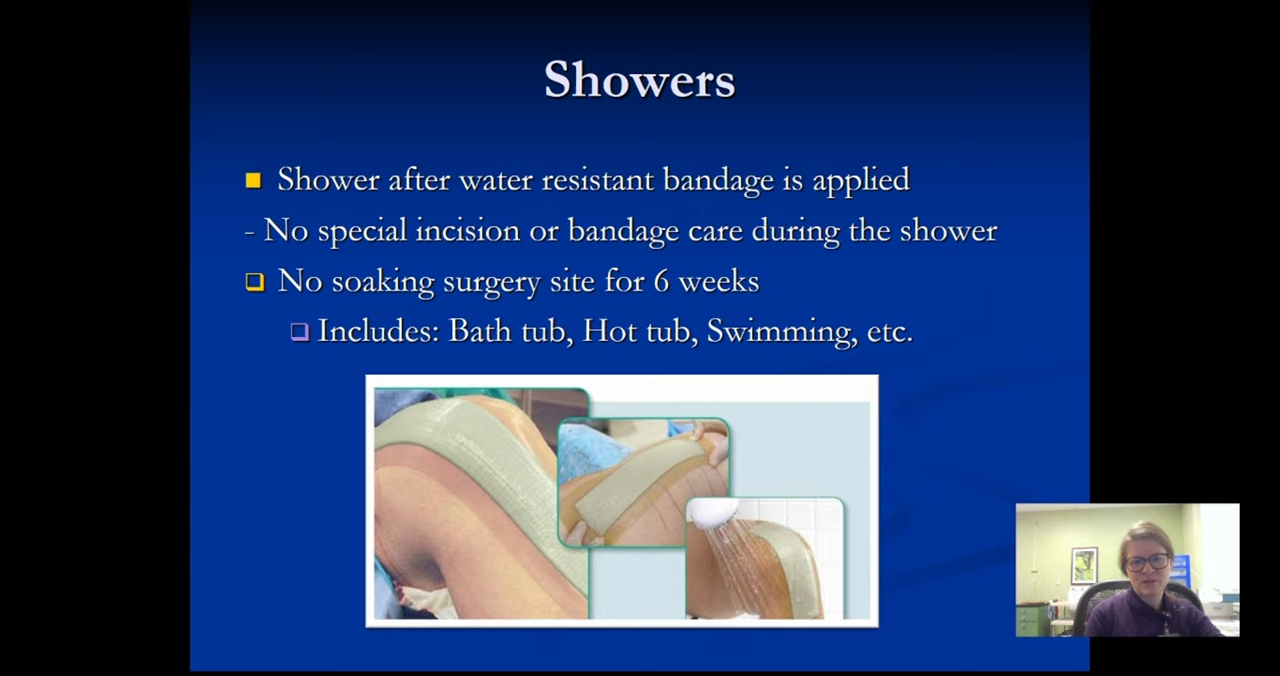 Showers
Shower after water resistant bandage is applied
- No special incision or bandage care during the shower
No soaking surgery site for 6 weeks
Includes: Bath tub, Hot tub, Swimming, etc.